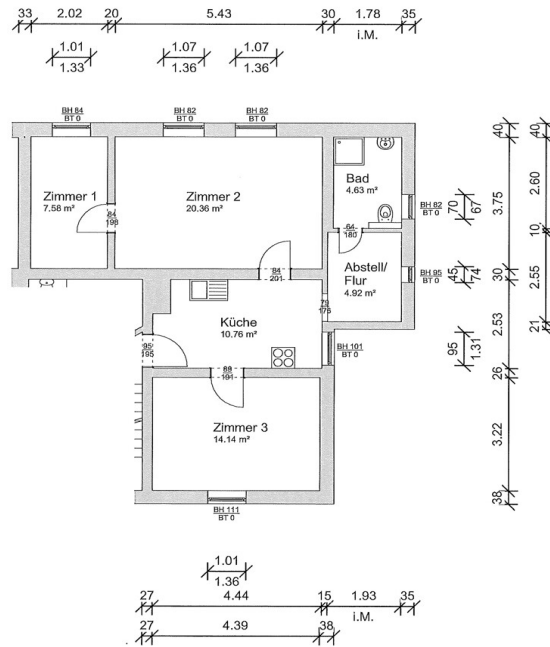 33 2.02 20 5.43 30 1.78 35
i.M.
1.01 1.07 1.07
1.33 1.36 1.36
BH 84 BH 82 BH 82
BT 0 BT 0 BT 0
40 40
Bad
4.63 m²
Zimmer 1
7.58 m²
Zimmer 2
20.36 m²
BH 82
BT 0
70
67
3.75
2.60
84
198
64
180
10
Abstell/
Flur
4.92 m²
84
201
BH 95
BT 0
45
74
30
2.55
79
176
Küche
10.76 m²
21
2.53
95
195
BH 101
BT 0
95
1.31
88
191
26
Zimmer 3
14.14 m²
3.22
38
BH 111
BT 0
1.01
1.36
27 4.44 15 1.93 35
i.M.
27 4.39 38